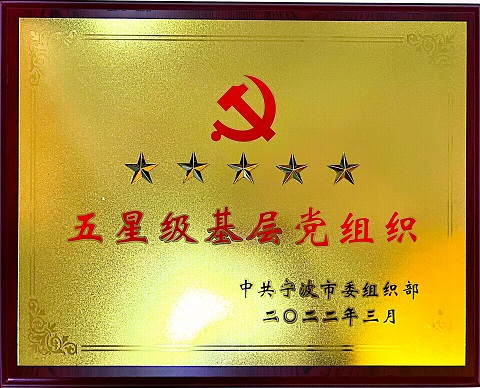 五星级基层党组织
中共宁波市委组织部
二〇二二年三月